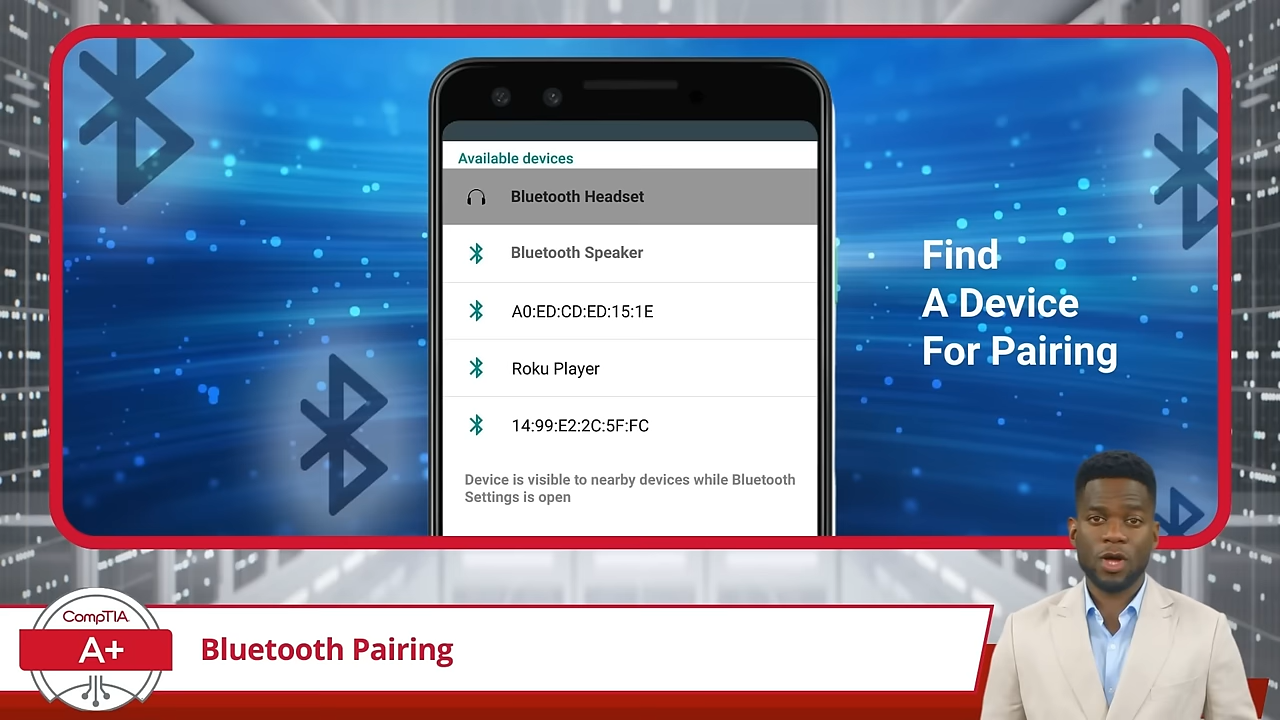 Available devices
Bluetooth Headset
Bluetooth Speaker
A0:ED:CD:ED:15:1E
Roku Player
14:99:E2:2C:5F:FC
Device is visible to nearby devices while Bluetooth
Settings is open
Find
A Device
For Pairing
CompTIA
A+
Bluetooth Pairing